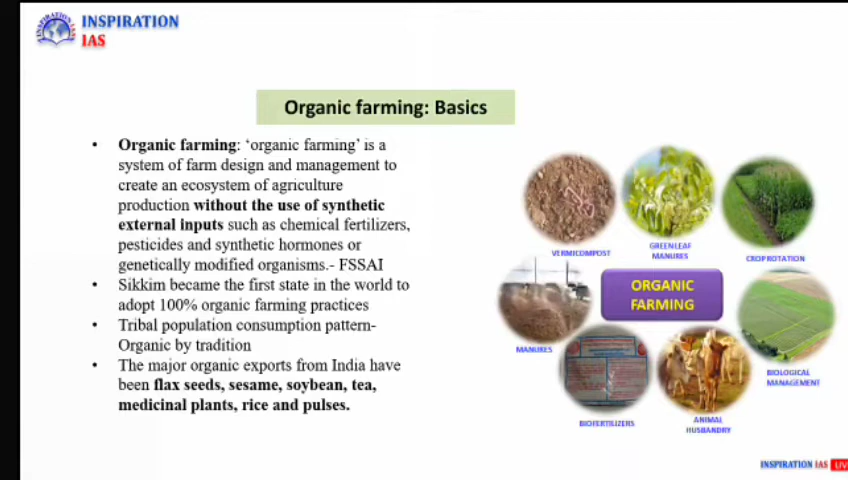 INSPIRATION
IAS
Organic farming: Basics
• Organic farming: ‘organic farming’ is a
system of farm design and management to
create an ecosystem of agriculture
production without the use of synthetic
external inputs such as chemical fertilizers,
pesticides and synthetic hormones or
genetically modified organisms.- FSSAI
• Sikkim became the first state in the world to
adopt 100% organic farming practices
• Tribal population consumption pattern-
Organic by tradition
• The major organic exports from India have
been flax seeds, sesame, soybean, tea,
medicinal plants, rice and pulses.
VERMICOMPOST
GREEN LEAF
MANURES
CROP ROTATION
ORGANIC
FARMING
MANURES
BIOLOGICAL
MANAGEMENT
BIOFERTILIZERS
ANIMAL
HUSBANDRY
INSPIRATION IAS LIV